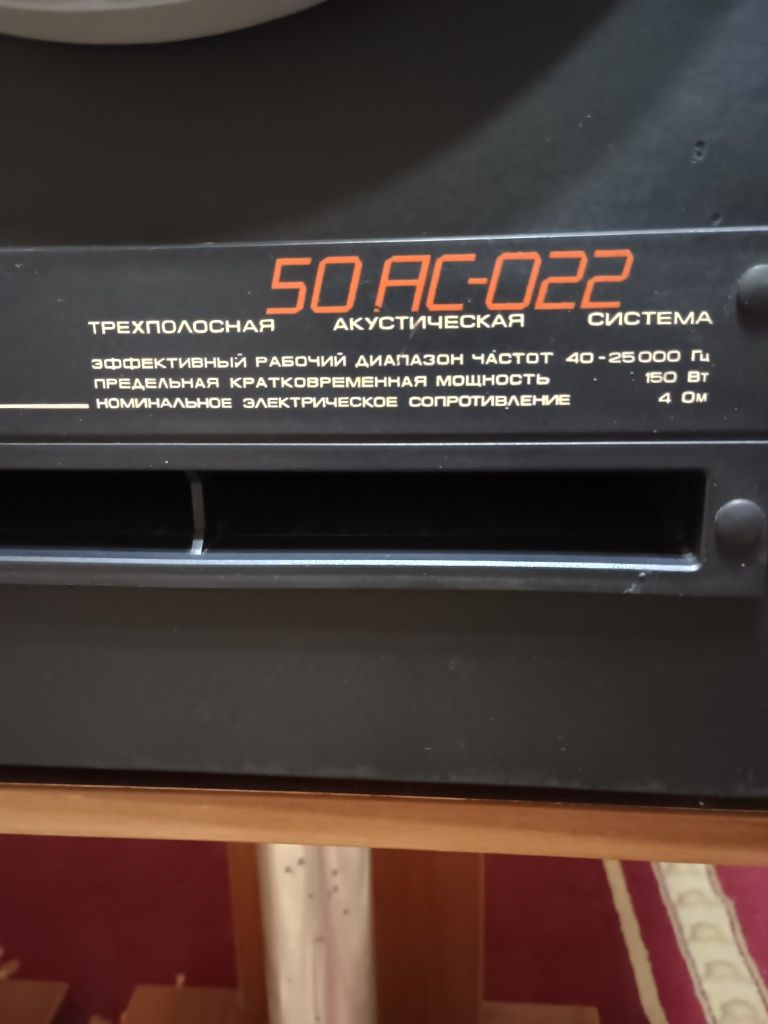 50 АС-022
ТРЕХПОЛОСНАЯ АКУСТИЧЕСКАЯ СИСТЕМА
ЭФФЕКТИВНЫЙ РАБОЧИЙ ДИАПАЗОН ЧАСТОТ 40-25000 Гц
ПРЕДЕЛЬНАЯ КРАТКОВРЕМЕННАЯ МОЩНОСТЬ 150 Вт
НОМИНАЛЬНОЕ ЭЛЕКТРИЧЕСКОЕ СОПРОТИВЛЕНИЕ 4 Ом